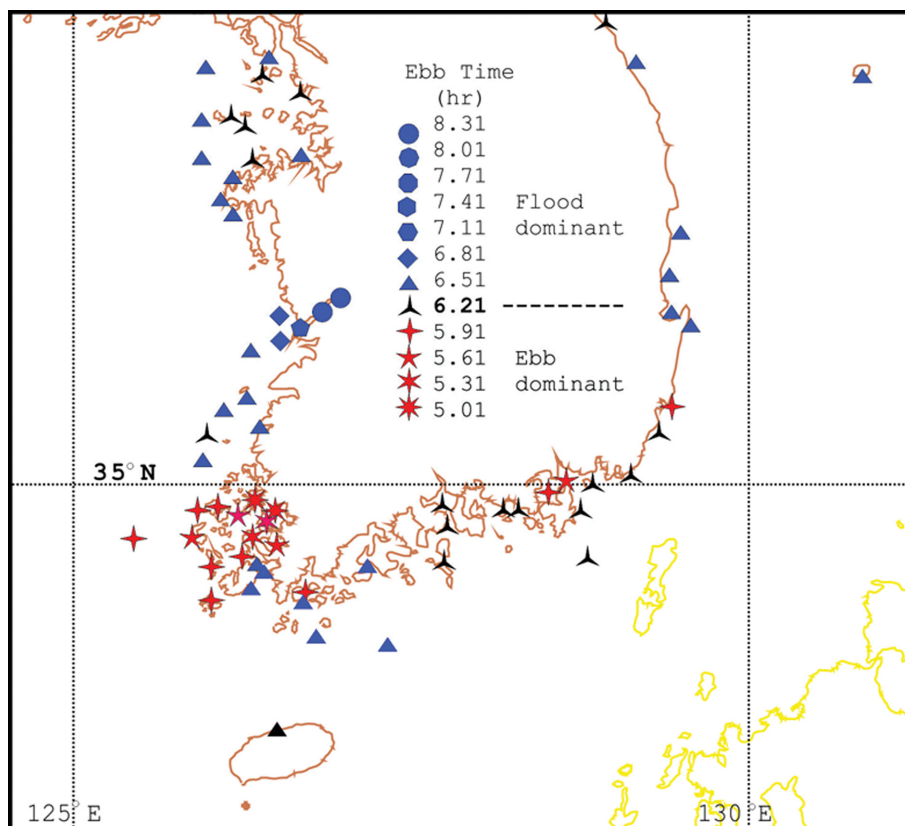 Ebb Time
(hr)
8.31
8.01
7.71
7.41 Flood
7.11 dominant
6.81
6.51
6.21 ---------
5.91
5.61 Ebb
5.31 dominant
5.01
35°N
125°E 130°E